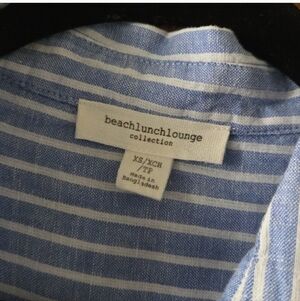 beachlunchlounge
collection
XS/XCH
/TP
made in
Bangladesh